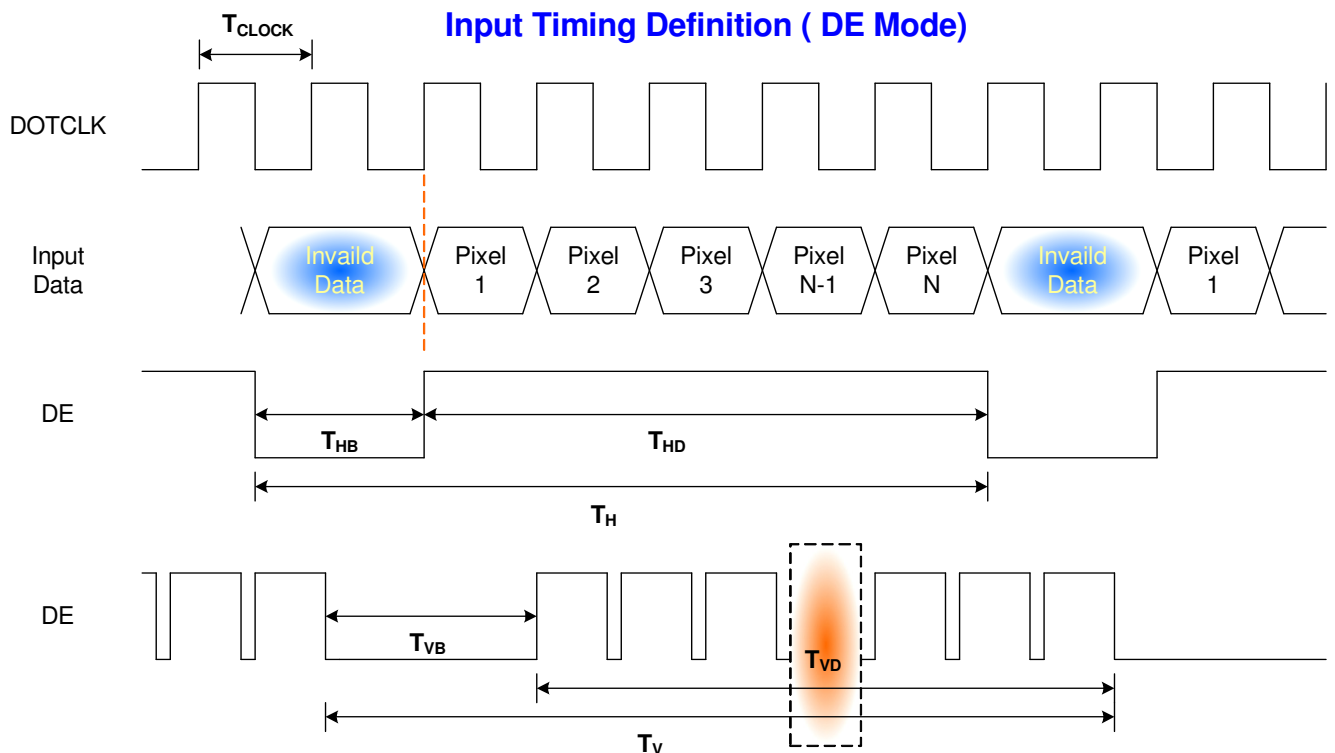 Input Timing Definition ( DE Mode)
TCLOCK
DOTCLK
Input
Data
Invaild
Data
Pixel
1
Pixel
2
Pixel
3
Pixel
N-1
Pixel
N
Invaild
Data
Pixel
1
DE
THB
THD
TH
DE
TVB
TVD
TV